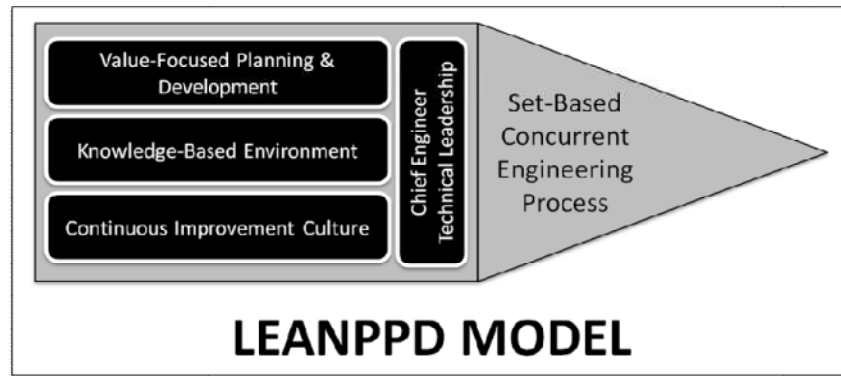 Value-Focused Planning &
Development
Knowledge-Based Environment
Continuous Improvement Culture
Chief Engineer
Technical Leadership
Set-Based
Concurrent
Engineering
Process
LEANPPD MODEL